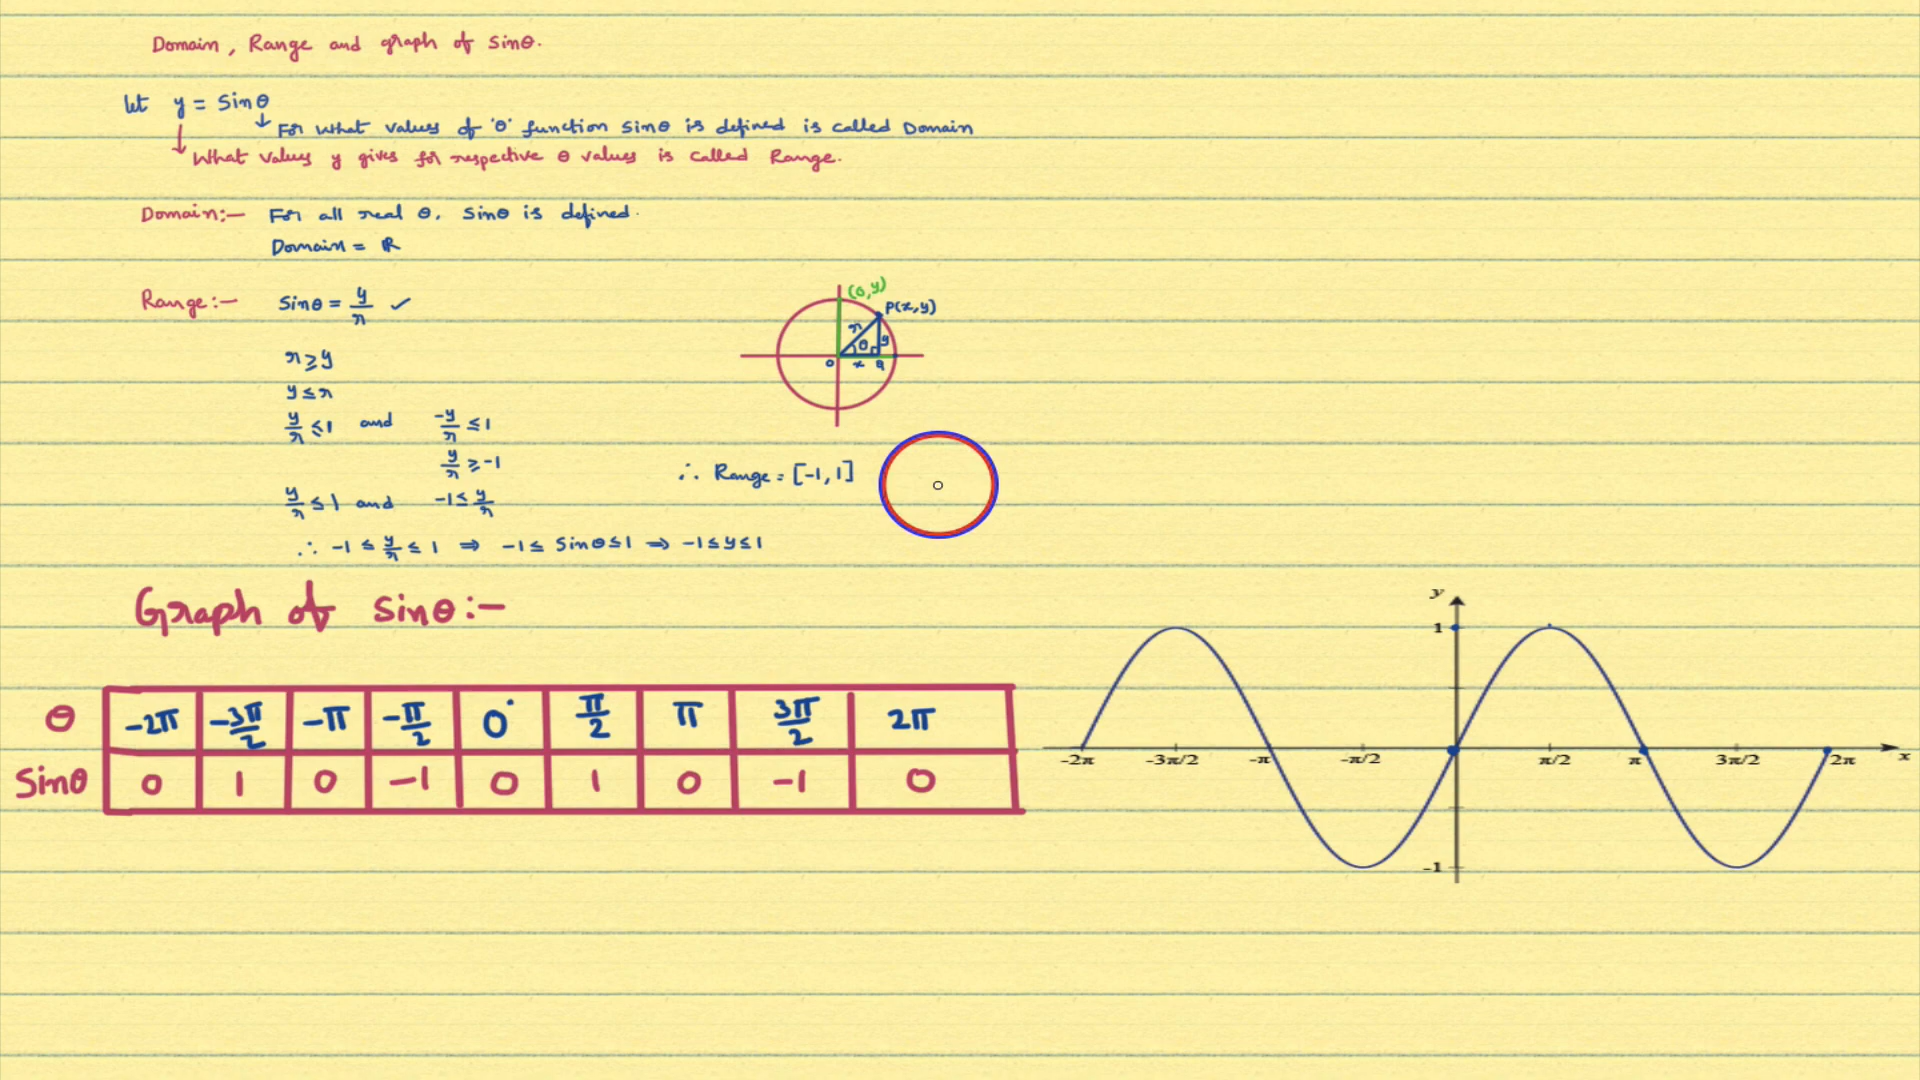 Domain, Range and graph of sinθ.
let y = Sinθ
↓ For what values of 'θ' function sinθ is defined is called Domain
↓ What values y gives for respective θ values is called Range.
Domain:- For all real θ, sinθ is defined.
Domain = R
Range:- Sinθ = y/r ✓
(0,y)
P(x,y)
r
θ
y
O x Q
r ≥ y
y ≤ r
y/r ≤ 1 and -y/r ≤ 1
y/r ≥ -1
∴ Range = [-1, 1]
y/r ≤ 1 and -1 ≤ y/r
∴ -1 ≤ y/r ≤ 1 ⇒ -1 ≤ Sinθ ≤ 1 ⇒ -1 ≤ y ≤ 1
Graph of sinθ:-
θ -2π -3π/2 -π -π/2 0° π/2 π 3π/2 2π
Sinθ 0 1 0 -1 0 1 0 -1 0
y
1
-2π -3π/2 -π -π/2 π/2 π 3π/2 2π x
-1